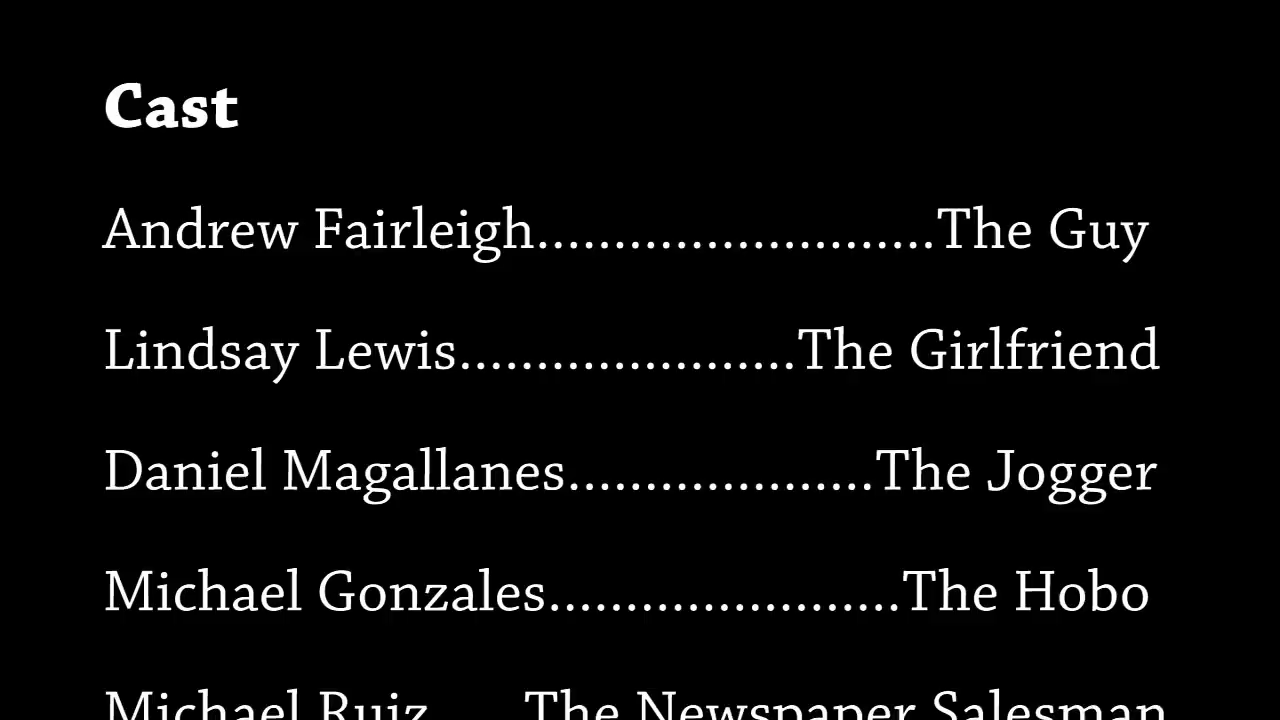 Cast
Andrew Fairleigh..........................The Guy
Lindsay Lewis......................The Girlfriend
Daniel Magallanes....................The Jogger
Michael Gonzales.......................The Hobo
Michael Ruiz......The Newspaper Salesman